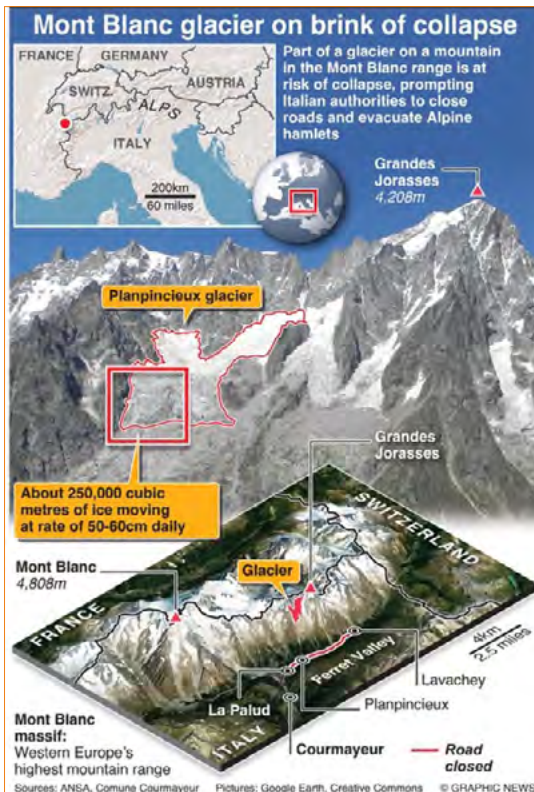 Mont Blanc glacier on brink of collapse
FRANCE
GERMANY
SWITZ.
AUSTRIA
ALPS
ITALY
200km
60 miles
Part of a glacier on a mountain
in the Mont Blanc range is at
risk of collapse, prompting
Italian authorities to close
roads and evacuate Alpine
hamlets
Grandes
Jorasses
4,208m
Planpincieux glacier
About 250,000 cubic
metres of ice moving
at rate of 50-60cm daily
Grandes
Jorasses
SWITZERLAND
Mont Blanc
4,808m
Glacier
FRANCE
4km
2.5 miles
Ferret Valley
Lavachey
La Palud
Planpincieux
ITALY
Courmayeur
Mont Blanc
massif:
Western Europe's
highest mountain range
Road
closed
Sources: ANSA, Comune Courmayeur
Pictures: Google Earth, Creative Commons
© GRAPHIC NEWS